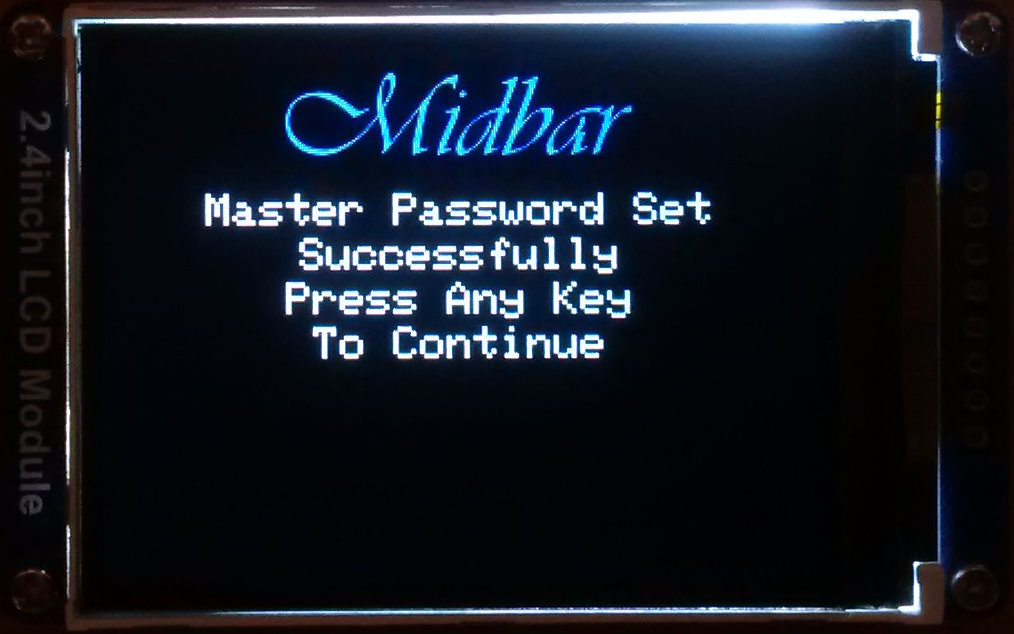 Midbar
Master Password Set
Successfully
Press Any Key
To Continue
2.4inch LCD Module